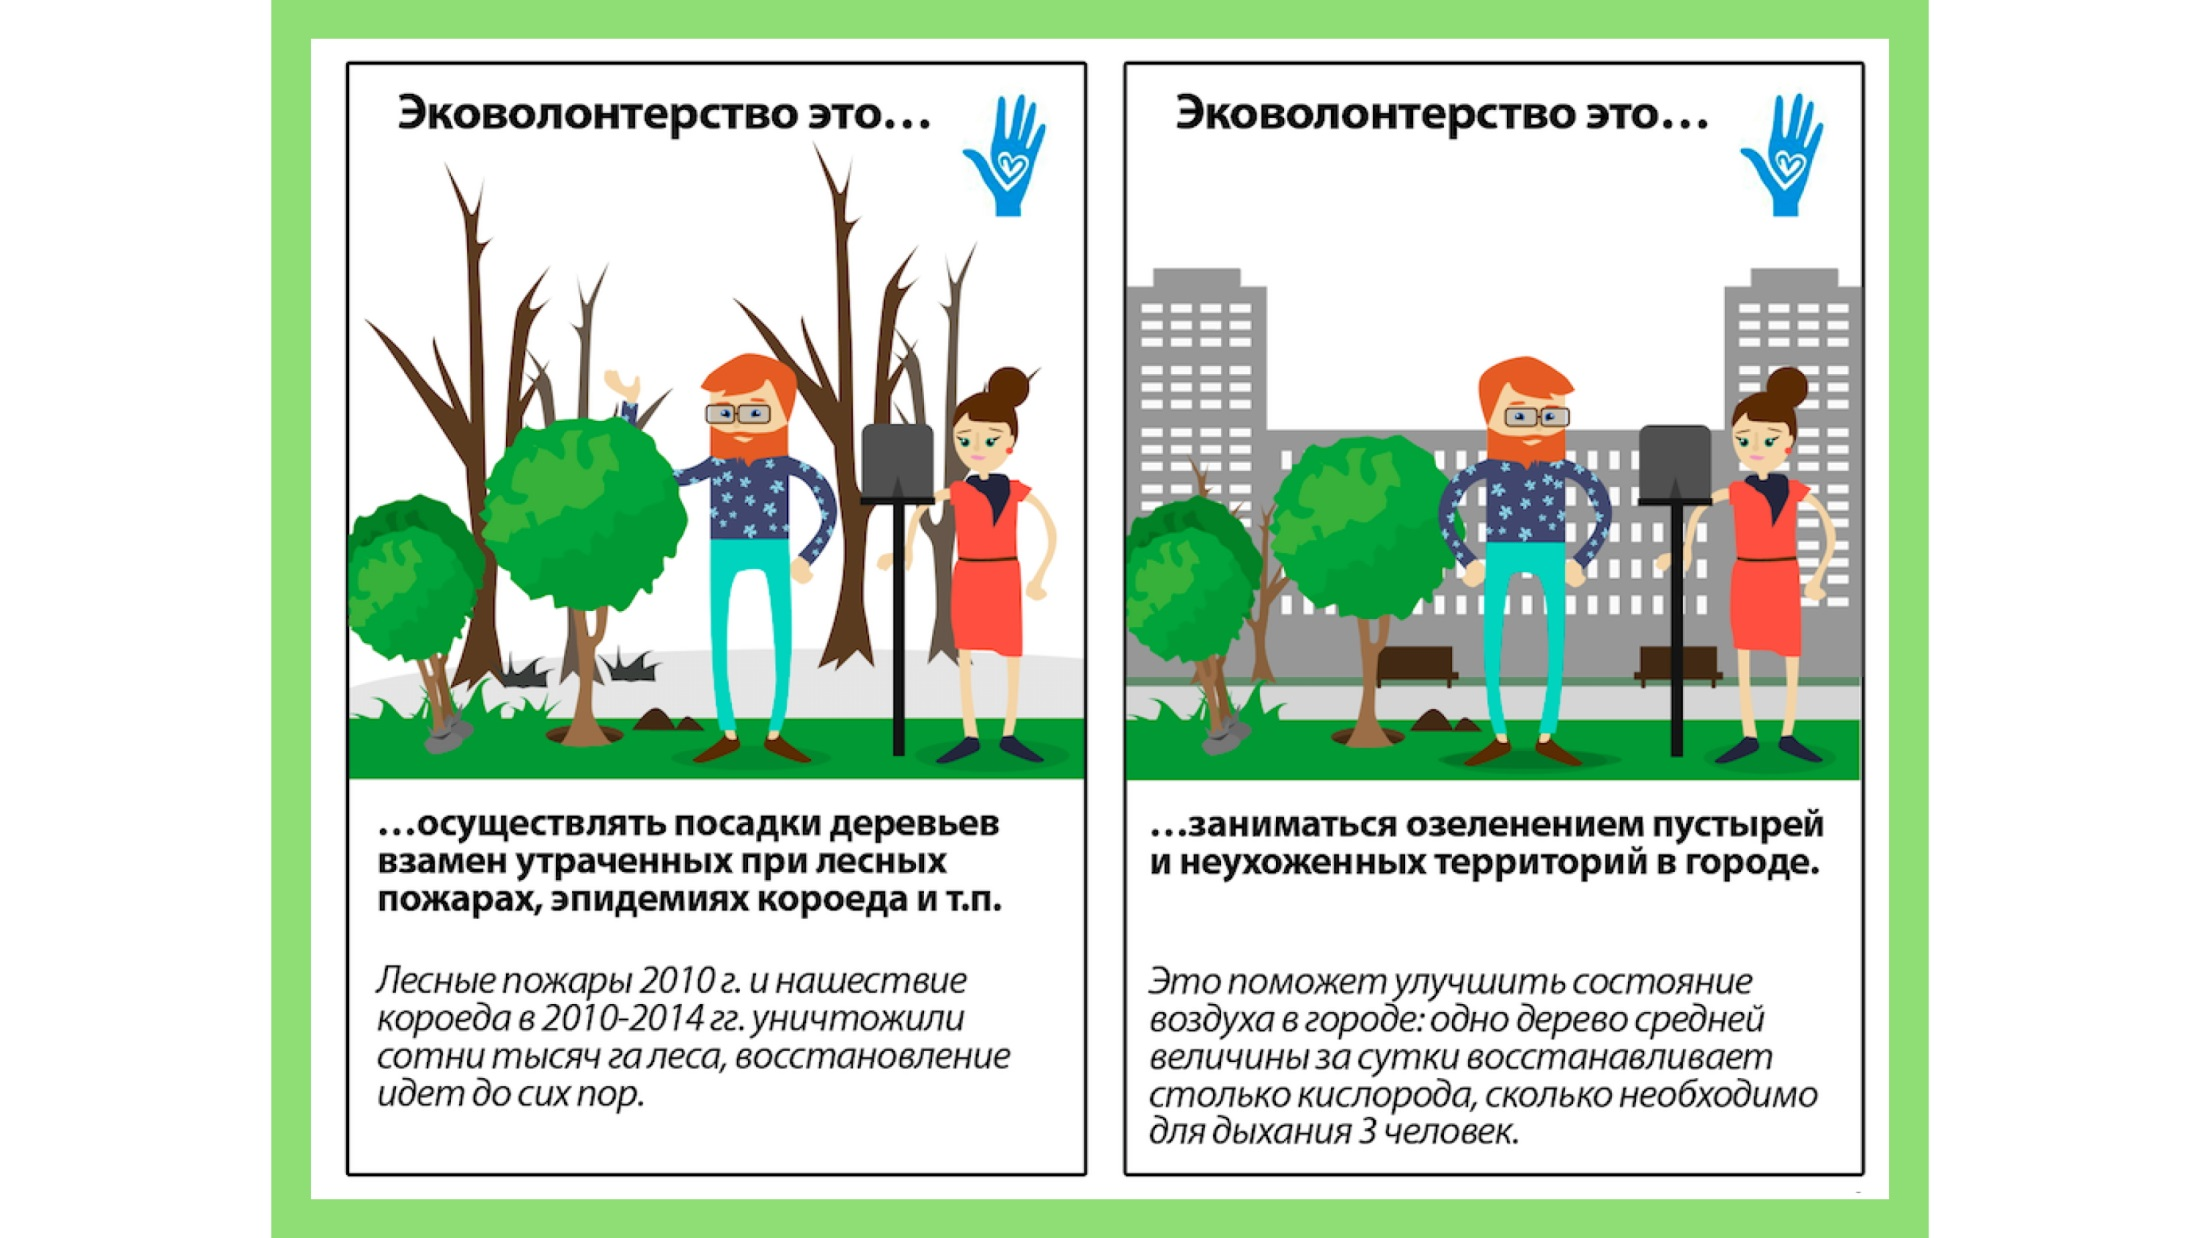 Эковолонтерство это...
...осуществлять посадки деревьев
взамен утраченных при лесных
пожарах, эпидемиях короеда и т.п.
Лесные пожары 2010 г. и нашествие
короеда в 2010-2014 гг. уничтожили
сотни тысяч га леса, восстановление
идет до сих пор.
Эковолонтерство это...
...заниматься озеленением пустырей
и неухоженных территорий в городе.
Это поможет улучшить состояние
воздуха в городе: одно дерево средней
величины за сутки восстанавливает
столько кислорода, сколько необходимо
для дыхания 3 человек.